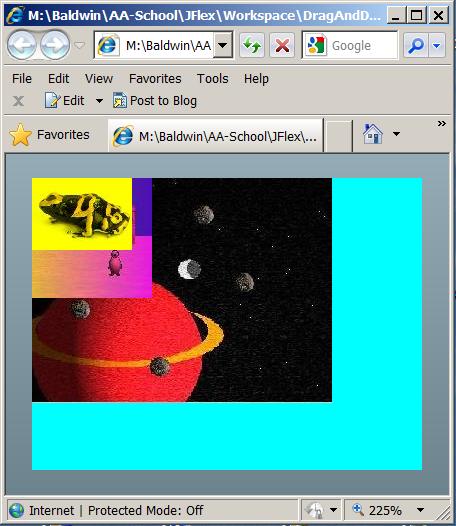 M:\Baldwin\AA-School\JFlex\Workspace\DragAndD...
M:\Baldwin\AA
Google
File Edit View Favorites Tools Help
X Edit Post to Blog
Favorites M:\Baldwin\AA-School\JFlex\... »
Internet | Protected Mode: Off 225%